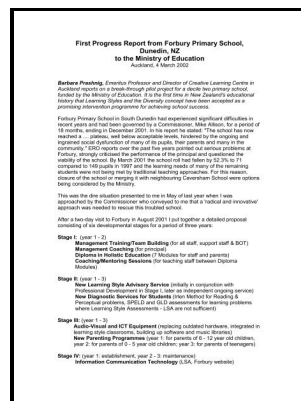 First Progress Report from Forbury Primary School,
Dunedin, NZ
to the Ministry of Education
Auckland, 4 March 2002
Barbara Prashnig, Emeritus Professor and Director of Creative Learning Centre in
Auckland reports on a break-through pilot project for a decile two primary school,
funded by the Ministry of Education. It is the first time in New Zealand's educational
history that Learning Styles and the Diversity concept have been accepted as a
promising intervention programme for achieving school success.
Forbury Primary School in South Dunedin had experienced significant difficulties in
recent years and had been governed by a Commissioner, Mike Allison, for a period of
18 months, ending in December 2001. In his report he stated: "The school has now
reached a .... plateau, well below acceptable levels, hindered by the ongoing and
ingrained social dysfunction of many of its pupils, their parents and many in the
community." ERO reports over the past five years pointed out serious problems at
Forbury, strongly criticised the performance of the principal and questioned the
viability of the school. By March 2001 the school roll had fallen by 52.3% to 71
compared to 149 pupils in 1997 and the learning needs of many of the remaining
students were not being met by traditional teaching approaches. For this reason,
closure of the school or merging it with neighbouring Caversham School were options
being considered by the Ministry.
This was the dire situation presented to me in May of last year when I was
approached by the Commissioner who conveyed to me that a 'radical and innovative'
approach was needed to rescue this troubled school.
After a two-day visit to Forbury in August 2001 I put together a detailed proposal
consisting of six developmental stages for a period of three years:
Stage I: (year 1 - 2)
Management Training/Team Building (for all staff, support staff & BOT)
Management Coaching (for principal)
Diploma in Holistic Education (7 Modules for staff and parents)
Coaching/Mentoring Sessions (for teaching staff between Diploma
Modules)
Stage II: (year 1 - 3)
New Learning Style Advisory Service (initially in conjunction with
Professional Development in Stage I, later as independent ongoing service)
New Diagnostic Services for Students (Irlen Method for Reading &
Perceptual problems, SPELD and GLD assessments for learning problems
where Learning Style Assessments - LSA are not sufficient)
Stage III: (year 1 - 3)
Audio-Visual and ICT Equipment (replacing outdated hardware, integrated in
learning style classrooms, building up software and music libraries)
New Parenting Programmes (year 1: for parents of 6 - 12 year old children,
year 2: for parents of 0 - 5 year old children; year 3: for parents of teenagers)
Stage IV: (year 1: establishment, year 2 - 3: maintenance)
Information Communication Technology (LSA, Forbury website)